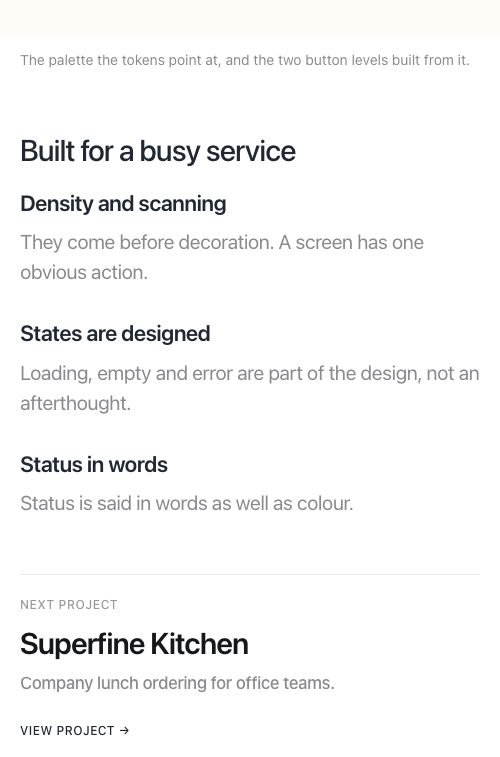 The palette the tokens point at, and the two button levels built from it.
Built for a busy service
Density and scanning
They come before decoration. A screen has one
obvious action.
States are designed
Loading, empty and error are part of the design, not an
afterthought.
Status in words
Status is said in words as well as colour.
NEXT PROJECT
Superfine Kitchen
Company lunch ordering for office teams.
VIEW PROJECT →